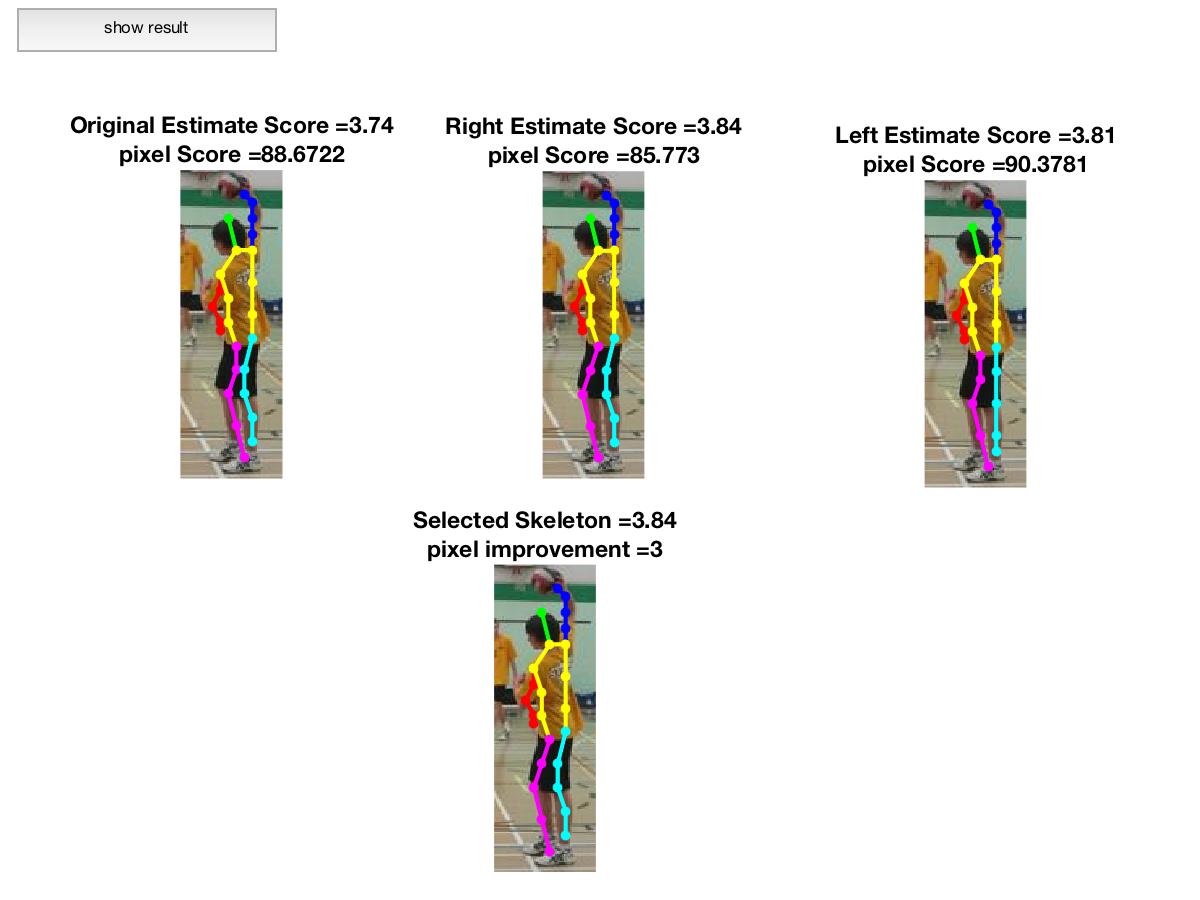 show result
Original Estimate Score =3.74
pixel Score =88.6722
Right Estimate Score =3.84
pixel Score =85.773
Left Estimate Score =3.81
pixel Score =90.3781
Selected Skeleton =3.84
pixel improvement =3